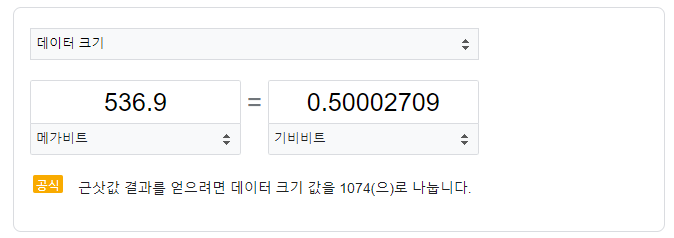 데이터 크기
536.9 = 0.50002709
메가비트 기비비트
공식 근삿값 결과를 얻으려면 데이터 크기 값을 1074(으)로 나눕니다.